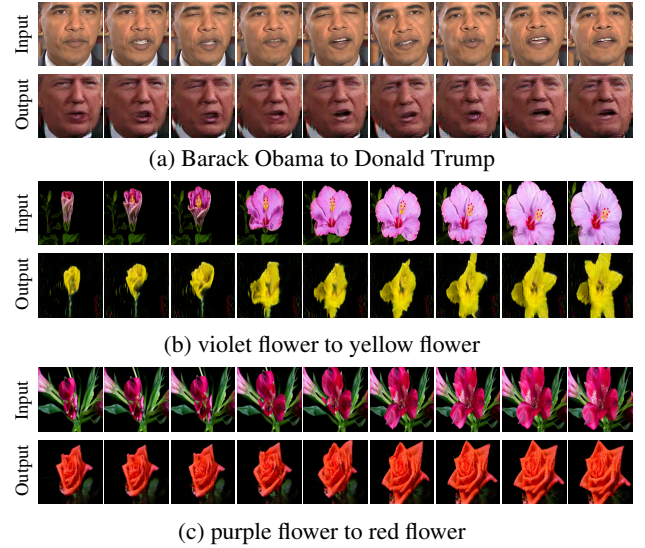 Input
Output
(a) Barack Obama to Donald Trump
Input
Output
(b) violet flower to yellow flower
Input
Output
(c) purple flower to red flower